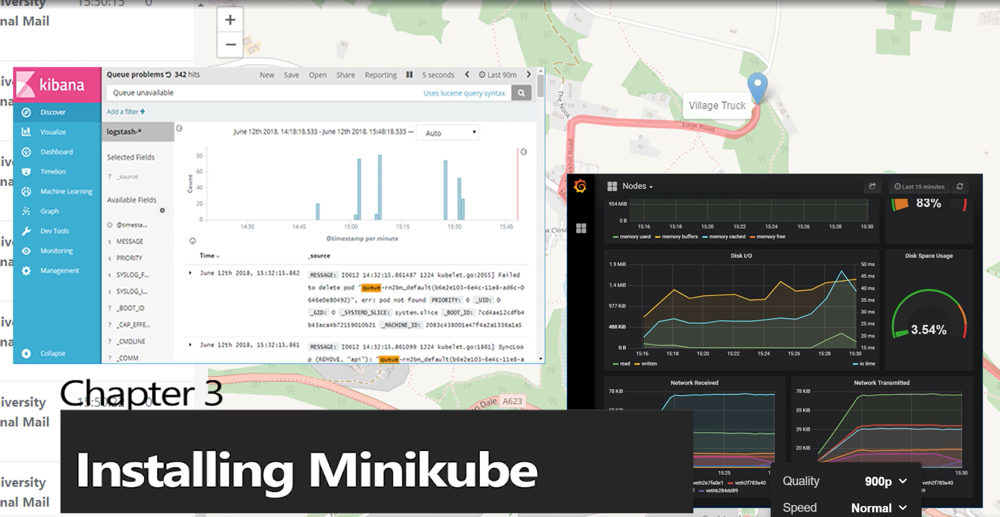 iversity 15:50:15 0
nal Mail
+
−
kibana
Discover
Visualize
Dashboard
Timelion
Machine Learning
Graph
Dev Tools
Monitoring
Management
Collapse
Queue problems 342 hits
New Save Open Share Reporting 5 seconds Last 90m
Queue unavailable
Uses lucene query syntax
Add a filter +
logstash-*
Selected Fields
? _source
Available Fields
@timesta...
t MESSAGE
t PRIORITY
t SYSLOG_F...
t SYSLOG_I...
? _BOOT_ID
? _CAP_EFFE...
? _CMDLINE
? _COMM
June 12th 2018, 14:18:18.533 - June 12th 2018, 15:48:18.533 —
Auto
Count
80
60
40
20
0
14:30 14:45 15:00 15:15 15:30 15:45
@timestamp per minute
Time _source
June 12th 2018, 15:32:15.862
MESSAGE: I0612 14:32:15.861487 1224 kubelet.go:2055] Failed
to delete pod "queue-rn2bm_default(b6e2e103-6e4c-11e8-ad6c-0
646e0e80492)", err: pod not found PRIORITY: 6 _UID: 0
_GID: 0 _SYSTEMD_SLICE: system.slice _BOOT_ID: 7cd4ae12cdfb4
b43aca4b72159010b21 _MACHINE_ID: 2083c438001e47f4a2a1336a1a5
June 12th 2018, 15:32:15.861
MESSAGE: I0612 14:32:15.861099 1224 kubelet.go:1861] SyncLoo
p (REMOVE, "api"): "queue-rn2bm_default(b6e2e103-6e4c-11e8-a
The Nook
Village Truck
Edge Road
wkhill Road
w Close
on Dale
A623
Nodes
Last 15 minutes
954 MiB
0 B
15:16 15:18 15:20 15:22 15:24 15:26 15:28 15:30
memory used memory buffers memory cached memory free
83%
Disk I/O
1.9 MiB
1.4 MiB
977 KiB
488 KiB
0 B
50 ms
45 ms
40 ms
35 ms
30 ms
25 ms
20 ms
15 ms
15:16 15:18 15:20 15:22 15:24 15:26 15:28 15:30
read written io time
Disk Space Usage
3.54%
Network Received
78 KiB
59 KiB
15:25
veth2e7fa0e1 veth2f783a40
vethb284dd89
Network Transmitted
78 KiB
59 KiB
39 KiB
20 KiB
15:30
veth2f783a40
Chapter 3
iversity 15:50:22 0
nal Mail
Installing Minikube
iversity
nal Mail
Quality 900p
Speed Normal